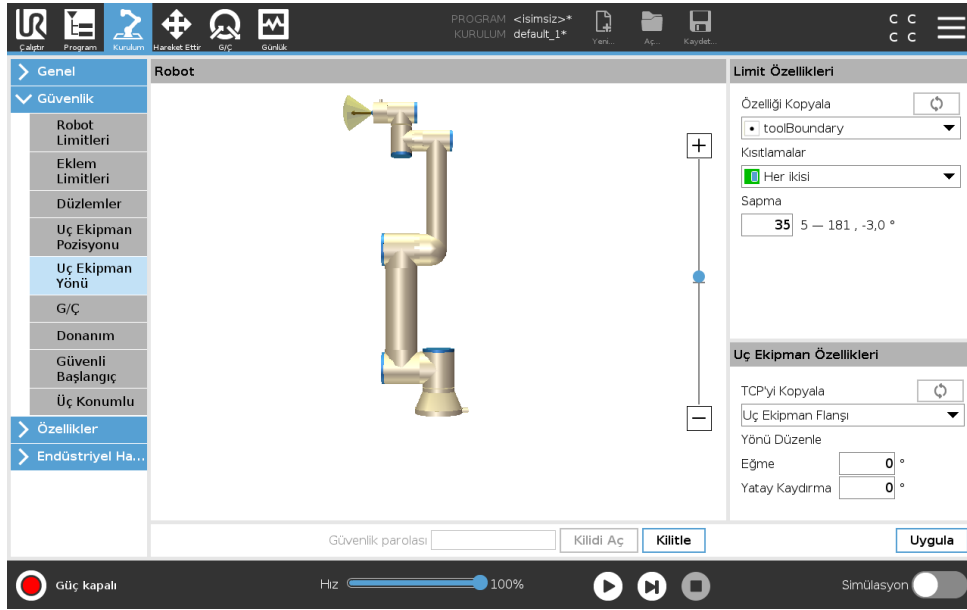 UR
PROGRAM <isimsiz>*
KURULUM default_1*
Çalıştır Program Kurulum Hareket Ettir G/Ç Günlük
Yeni... Aç... Kaydet...
C C
C C
Genel
Güvenlik
Robot
Limitleri
Eklem
Limitleri
Düzlemler
Uç Ekipman
Pozisyonu
Uç Ekipman
Yönü
G/Ç
Donanım
Güvenli
Başlangıç
Üç Konumlu
Özellikler
Endüstriyel Ha...
Robot
Limit Özellikleri
Özelliği Kopyala
toolBoundary
Kısıtlamalar
Her ikisi
Sapma
35 5 — 181 , -3,0 °
Uç Ekipman Özellikleri
TCP'yi Kopyala
Uç Ekipman Flanşı
Yönü Düzenle
Eğme 0 °
Yatay Kaydırma 0 °
Güvenlik parolası Kilidi Aç Kilitle Uygula
Güç kapalı Hız 100% Simülasyon